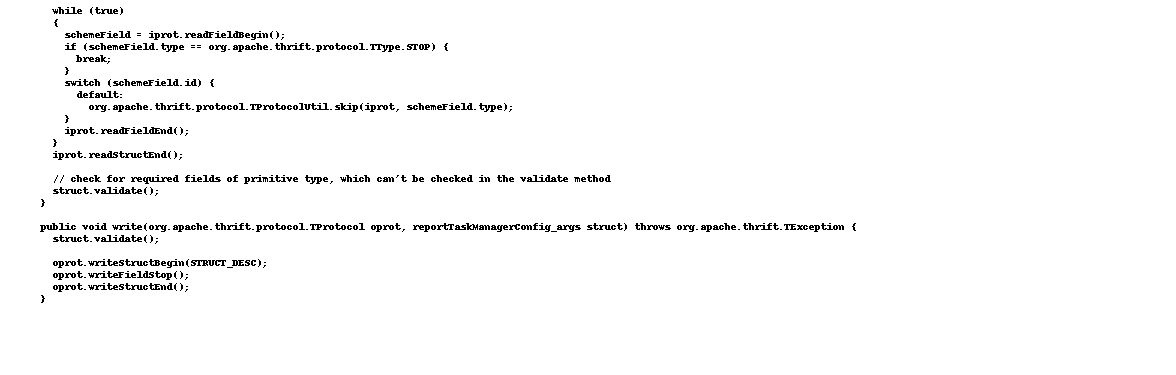 while (true)
{
schemeField = iprot.readFieldBegin();
if (schemeField.type == org.apache.thrift.protocol.TType.STOP) {
break;
}
switch (schemeField.id) {
default:
org.apache.thrift.protocol.TProtocolUtil.skip(iprot, schemeField.type);
}
iprot.readFieldEnd();
}
iprot.readStructEnd();
// check for required fields of primitive type, which can't be checked in the validate method
struct.validate();
}
public void write(org.apache.thrift.protocol.TProtocol oprot, reportTaskManagerConfig_args struct) throws org.apache.thrift.TException {
struct.validate();
oprot.writeStructBegin(STRUCT_DESC);
oprot.writeFieldStop();
oprot.writeStructEnd();
}